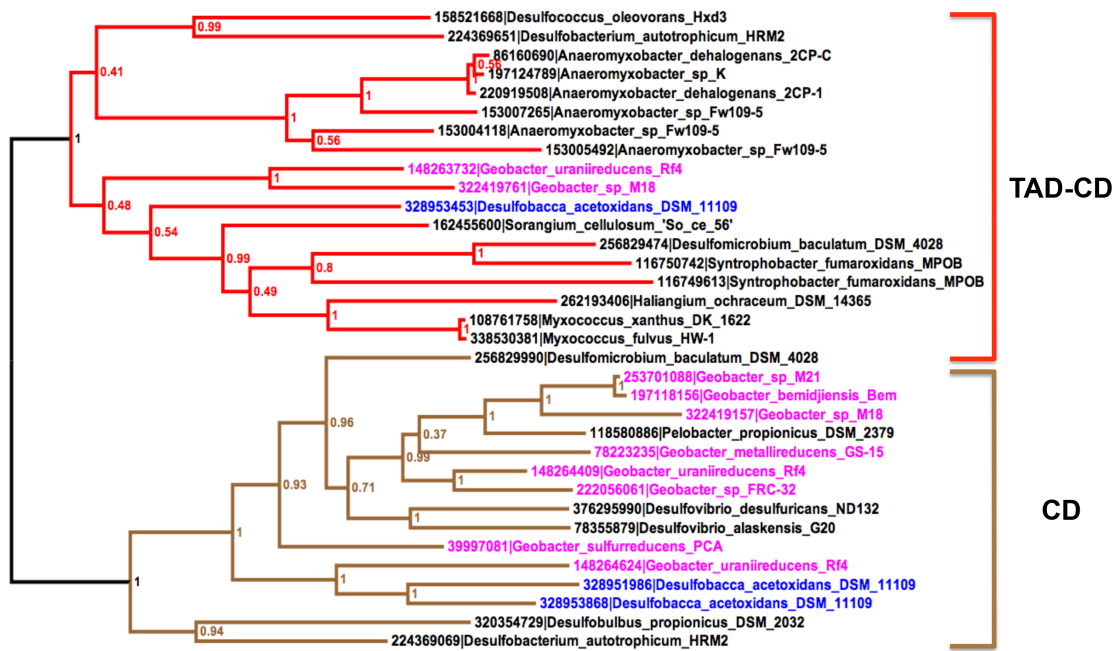 158521668|Desulfococcus_oleovorans_Hxd3
0.99
224369651|Desulfobacterium_autotrophicum_HRM2
0.41
86160690|Anaeromyxobacter_dehalogenans_2CP-C
0.56
197124789|Anaeromyxobacter_sp_K
1
220919508|Anaeromyxobacter_dehalogenans_2CP-1
1
153007265|Anaeromyxobacter_sp_Fw109-5
1
153004118|Anaeromyxobacter_sp_Fw109-5
1
0.56
153005492|Anaeromyxobacter_sp_Fw109-5
148263732|Geobacter_uraniireducens_Rf4
1
322419761|Geobacter_sp_M18
TAD-CD
0.48
328953453|Desulfobacca_acetoxidans_DSM_11109
162455600|Sorangium_cellulosum_'So_ce_56'
0.54
256829474|Desulfomicrobium_baculatum_DSM_4028
1
0.99
116750742|Syntrophobacter_fumaroxidans_MPOB
0.8
116749613|Syntrophobacter_fumaroxidans_MPOB
0.49
262193406|Haliangium_ochraceum_DSM_14365
1
108761758|Myxococcus_xanthus_DK_1622
1
338530381|Myxococcus_fulvus_HW-1
256829990|Desulfomicrobium_baculatum_DSM_4028
253701088|Geobacter_sp_M21
1
197118156|Geobacter_bemidjiensis_Bem
1
322419157|Geobacter_sp_M18
1
0.96
118580886|Pelobacter_propionicus_DSM_2379
0.37
78223235|Geobacter_metallireducens_GS-15
0.99
148264409|Geobacter_uraniireducens_Rf4
1
0.93
0.71
222056061|Geobacter_sp_FRC-32
376295990|Desulfovibrio_desulfuricans_ND132
CD
1
78355879|Desulfovibrio_alaskensis_G20
1
39997081|Geobacter_sulfurreducens_PCA
148264624|Geobacter_uraniireducens_Rf4
1
1
328951986|Desulfobacca_acetoxidans_DSM_11109
1
328953868|Desulfobacca_acetoxidans_DSM_11109
320354729|Desulfobulbus_propionicus_DSM_2032
0.94
224369069|Desulfobacterium_autotrophicum_HRM2